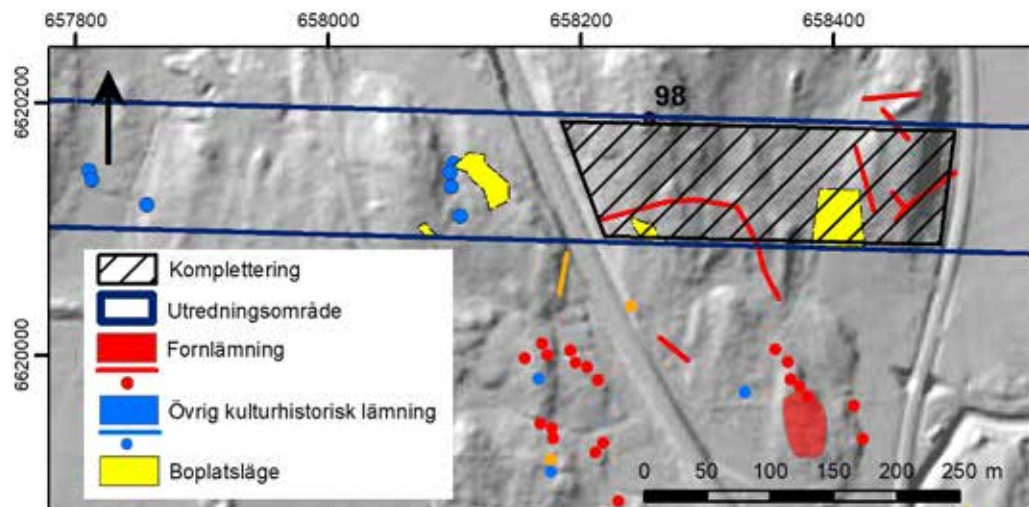 657800 658000 658200 658400
6620200
98
6620000
Komplettering
Utredningsområde
Fornlämning
Övrig kulturhistorisk lämning
Boplatsläge
0 50 100 150 200 250 m